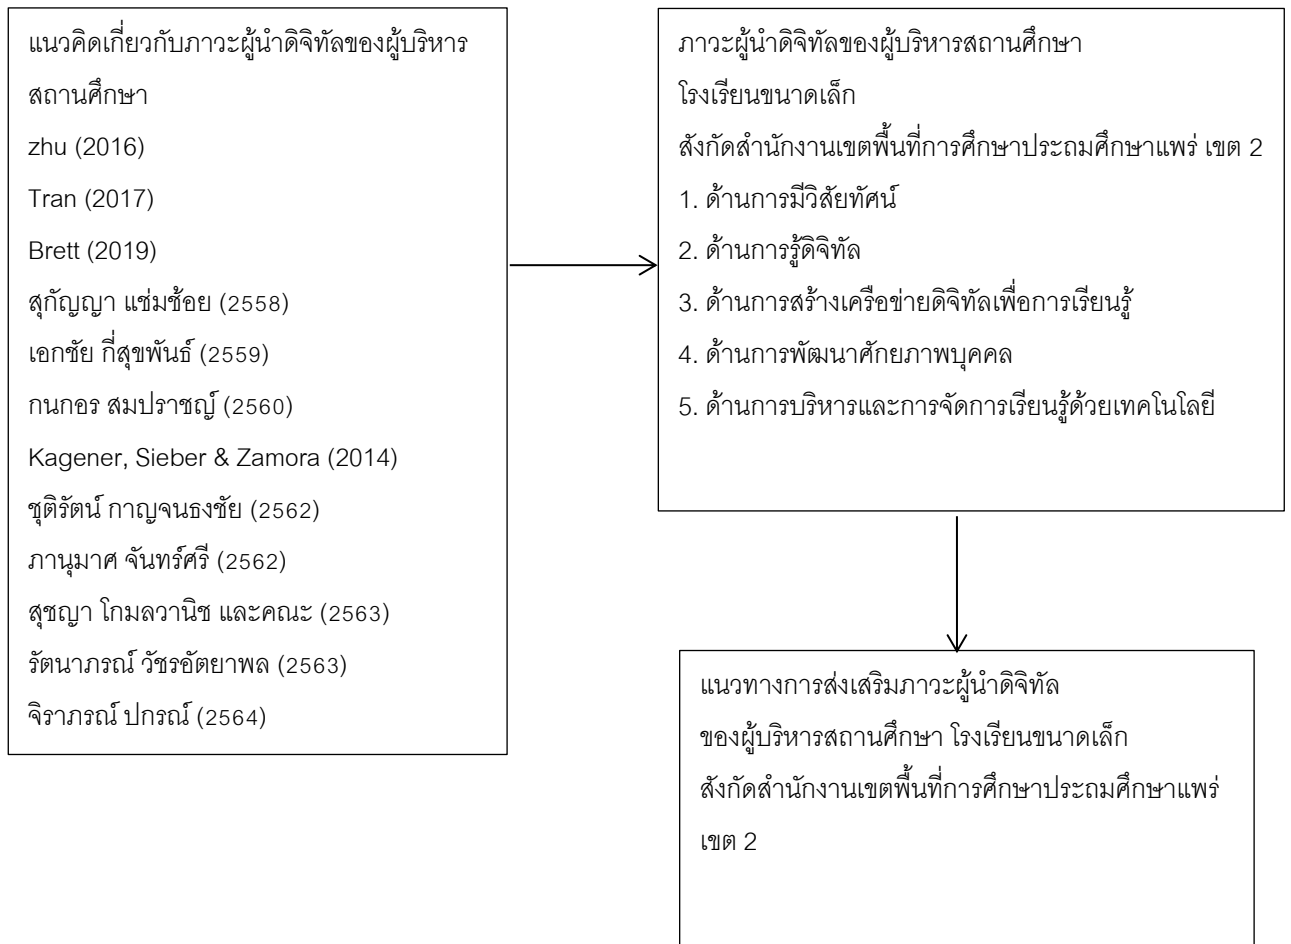 แนวคิดเกี่ยวกับภาวะผู้นำดิจิทัลของผู้บริหาร
สถานศึกษา
zhu (2016)
Tran (2017)
Brett (2019)
สุกัญญา แช่มช้อย (2558)
เอกชัย กี่สุขพันธ์ (2559)
กนกอร สมปราชญ์ (2560)
Kagener, Sieber & Zamora (2014)
ชุติรัตน์ กาญจนธงชัย (2562)
ภานุมาศ จันทร์ศรี (2562)
สุชญา โกมลวานิช และคณะ (2563)
รัตนาภรณ์ วัชรอัตยาพล (2563)
จิราภรณ์ ปกรณ์ (2564)
ภาวะผู้นำดิจิทัลของผู้บริหารสถานศึกษา
โรงเรียนขนาดเล็ก
สังกัดสำนักงานเขตพื้นที่การศึกษาประถมศึกษาแพร่ เขต 2
1. ด้านการมีวิสัยทัศน์
2. ด้านการรู้ดิจิทัล
3. ด้านการสร้างเครือข่ายดิจิทัลเพื่อการเรียนรู้
4. ด้านการพัฒนาศักยภาพบุคคล
5. ด้านการบริหารและการจัดการเรียนรู้ด้วยเทคโนโลยี
แนวทางการส่งเสริมภาวะผู้นำดิจิทัล
ของผู้บริหารสถานศึกษา โรงเรียนขนาดเล็ก
สังกัดสำนักงานเขตพื้นที่การศึกษาประถมศึกษาแพร่
เขต 2